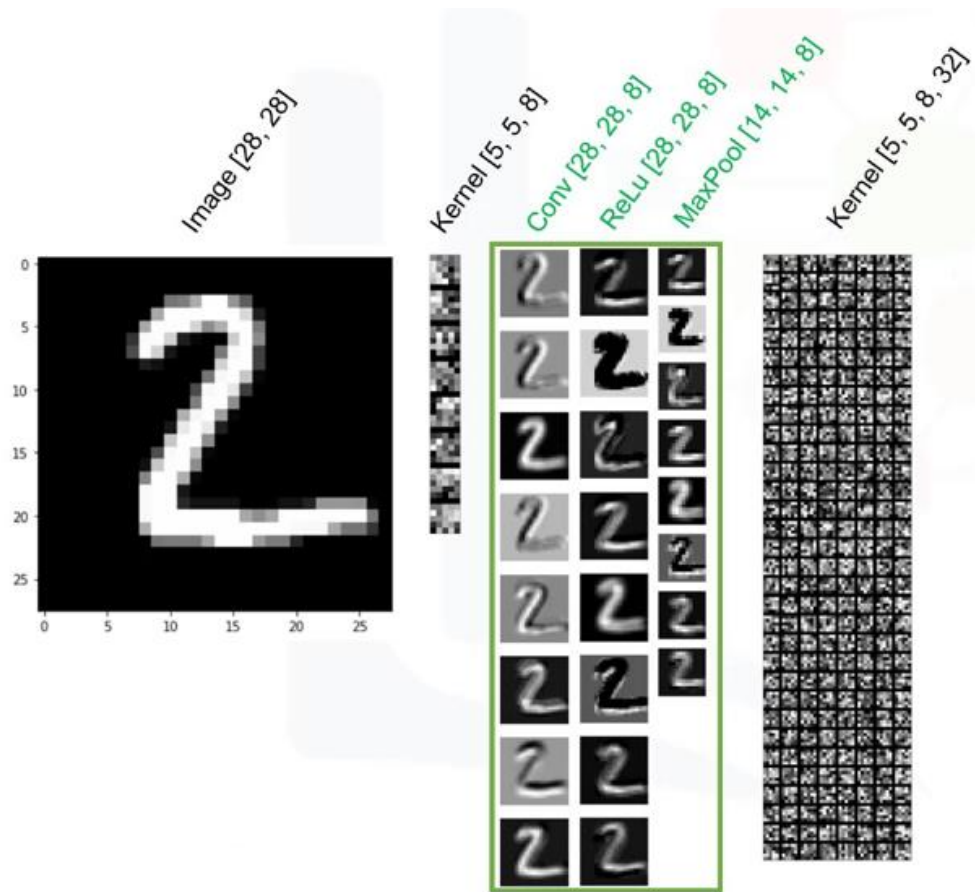 Image [28, 28]
Kernel [5, 5, 8]
Conv [28, 28, 8]
ReLu [28, 28, 8]
MaxPool [14, 14, 8]
Kernel [5, 5, 8, 32]
0
5
10
15
20
25
0 5 10 15 20 25